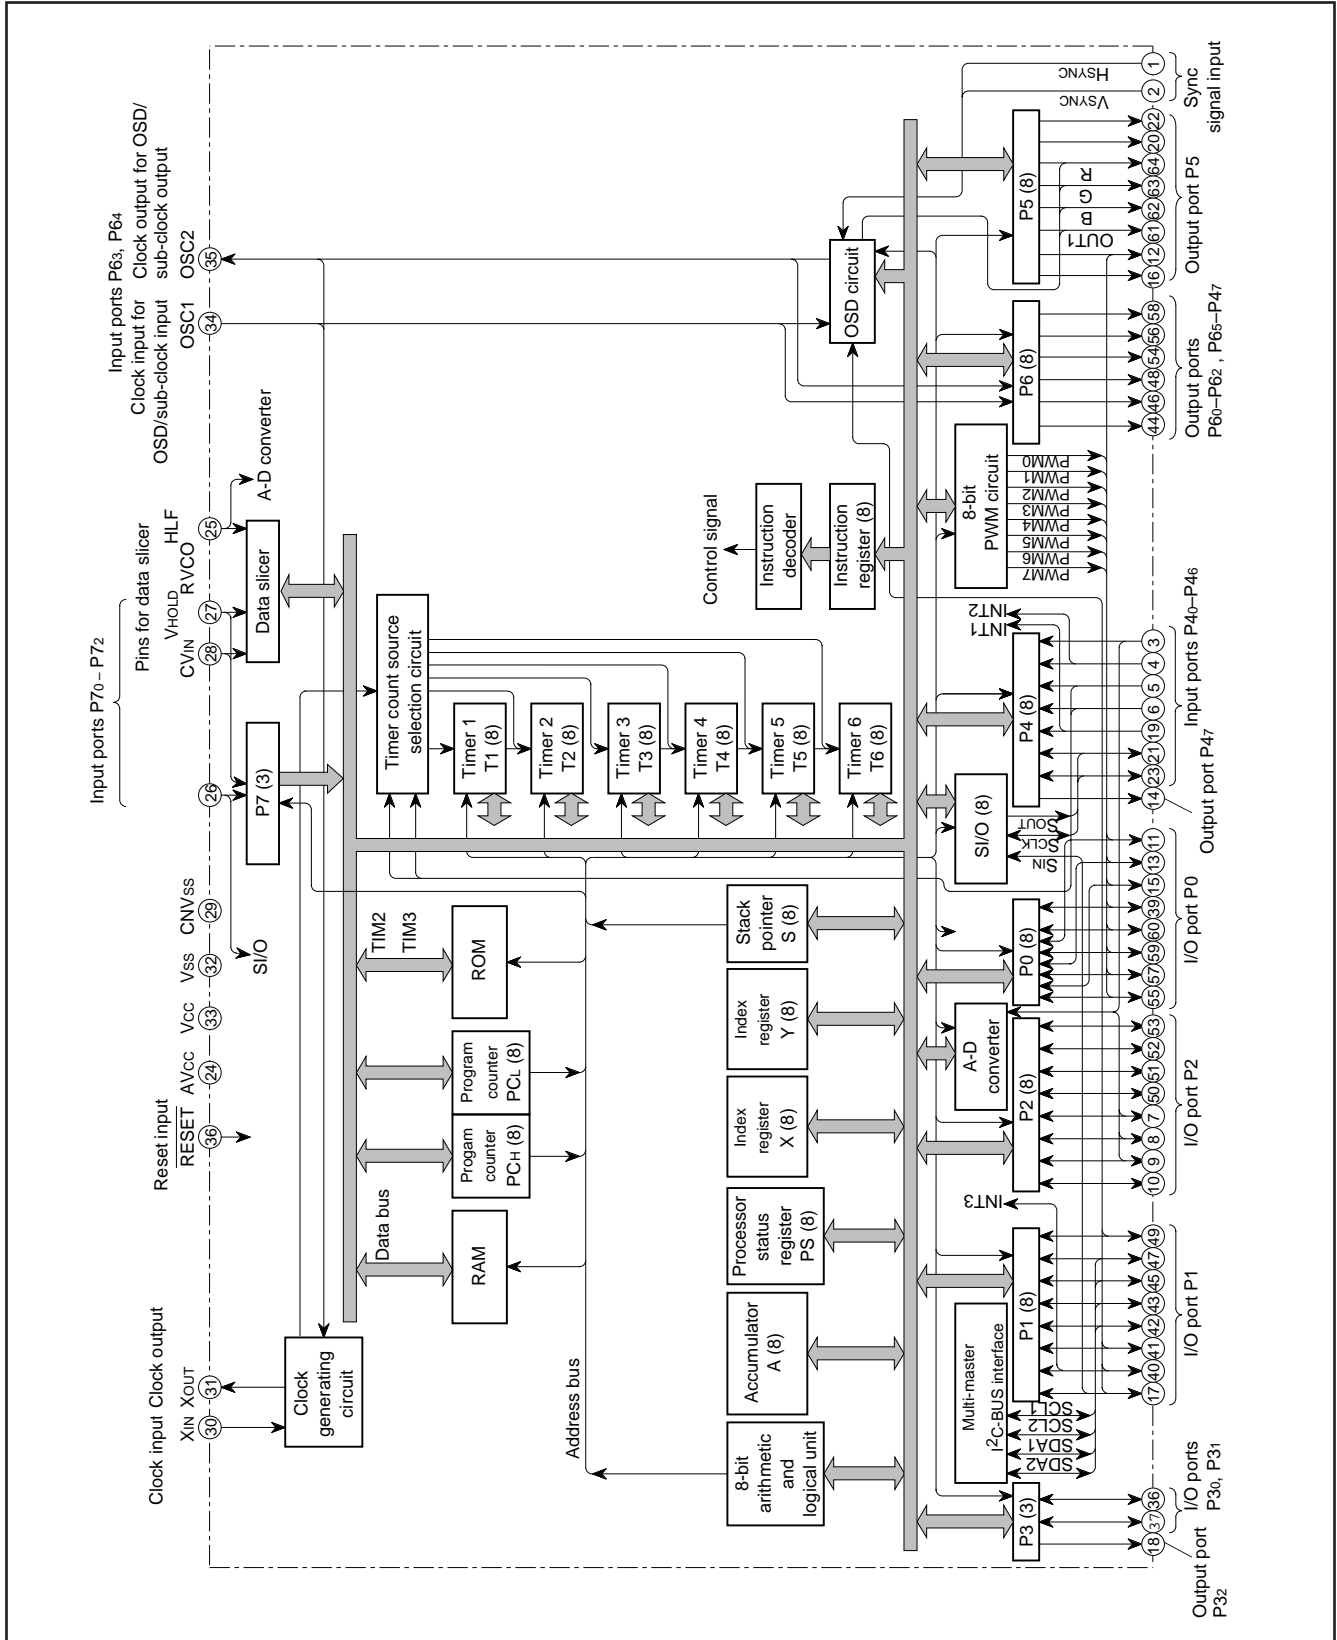 Clock input
XIN
30
Clock output
XOUT
31
Reset input
RESET
36
AVCC
24
VCC
33
VSS
32
CNVSS
29
Input ports P70 – P72
26
SI/O
Pins for data slicer
CVIN
28
VHOLD
27
RVCO
HLF
25
A-D converter
Input ports P63, P64
Clock input for
OSD/sub-clock input
OSC1
34
Clock output for OSD/
sub-clock output
OSC2
35
Clock
generating
circuit
P7 (3)
Data slicer
Data bus
RAM
Progam
counter
PCH (8)
Program
counter
PCL (8)
ROM
TIM2
TIM3
Timer count source
selection circuit
Timer 1
T1 (8)
Timer 2
T2 (8)
Timer 3
T3 (8)
Timer 4
T4 (8)
Timer 5
T5 (8)
Timer 6
T6 (8)
Address bus
8-bit
arithmetic
and
logical unit
Accumulator
A (8)
Processor
status
register
PS (8)
Index
register
X (8)
Index
register
Y (8)
Stack
pointer
S (8)
Control signal
Instruction
decoder
Instruction
register (8)
OSD circuit
P3 (3)
Multi-master
I2C-BUS interface
SDA2
SDA1
SCL2
SCL1
P1 (8)
INT3
P2 (8)
A-D
converter
P0 (8)
SI/O (8)
SIN
SCLK
SOUT
P4 (8)
INT1
INT2
8-bit
PWM circuit
PWM7
PWM6
PWM5
PWM4
PWM3
PWM2
PWM1
PWM0
P6 (8)
P5 (8)
OUT1
B
G
R
VSYNC
HSYNC
18
37
36
17
40
41
42
43
45
47
49
10
9
8
7
50
51
52
53
55
57
59
60
39
15
13
11
14
23
21
19
6
5
4
3
44
46
48
54
56
58
16
12
61
62
63
64
20
22
2
1
Output port
P32
I/O ports
P30, P31
I/O port P1
I/O port P2
I/O port P0
Output port P47
Input ports P40–P46
Output ports
P60–P62 , P65–P47
Output port P5
Sync
signal input